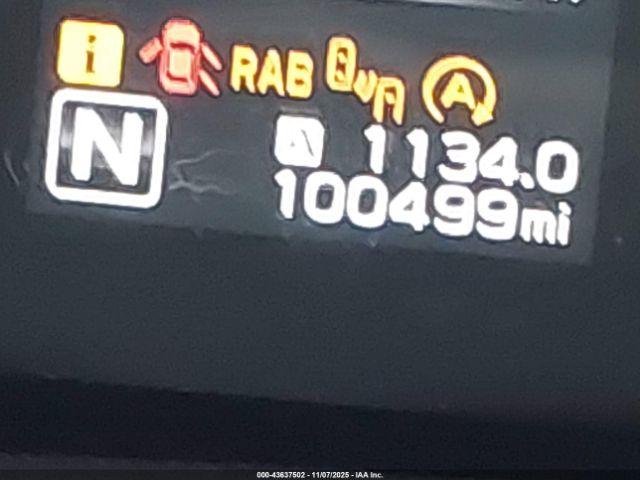 i RAB A
N A 1134.0
100499mi
000-43637502 - 11/07/2025 - IAA Inc.